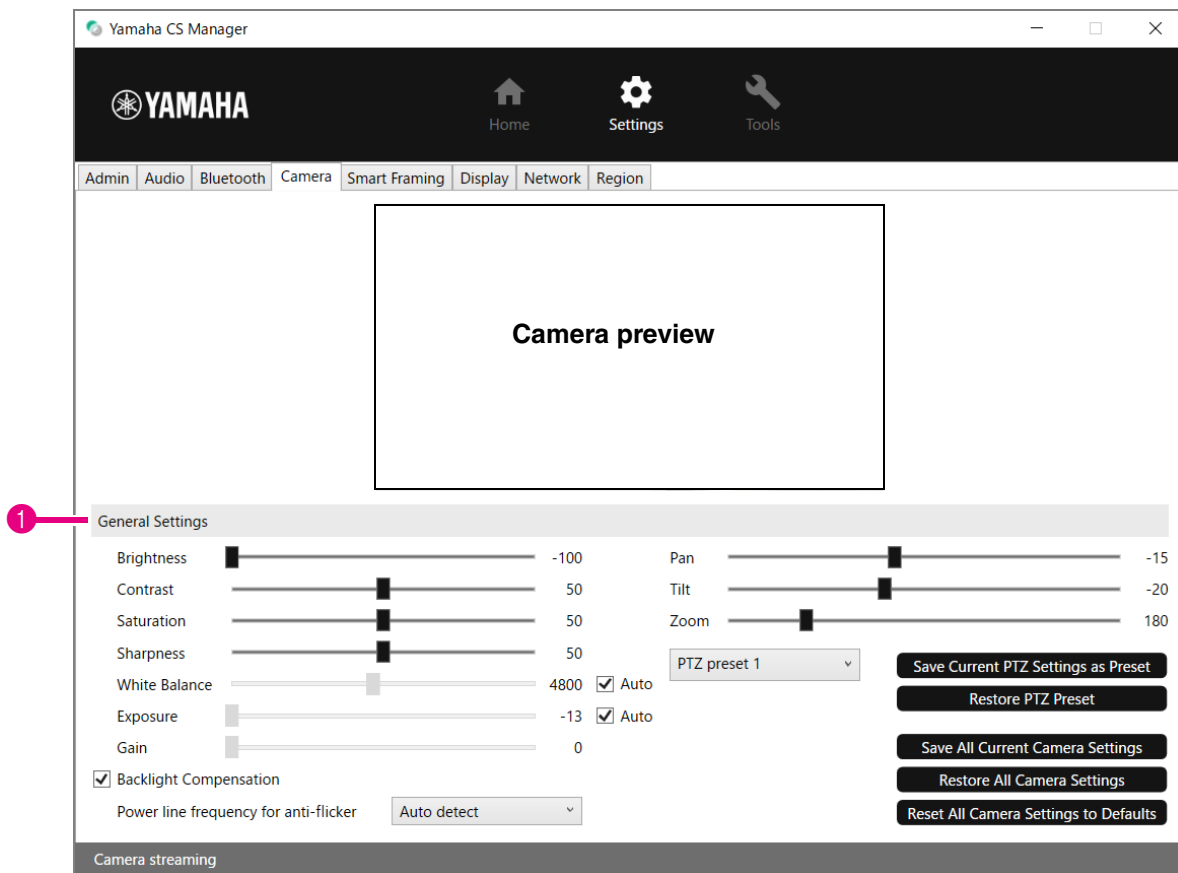 Yamaha CS Manager
YAMAHA
Home
Settings
Tools
Admin Audio Bluetooth Camera Smart Framing Display Network Region
Camera preview
1
General Settings
Brightness -100
Contrast 50
Saturation 50
Sharpness 50
White Balance 4800 Auto
Exposure -13 Auto
Gain 0
Backlight Compensation
Power line frequency for anti-flicker Auto detect
Pan -15
Tilt -20
Zoom 180
PTZ preset 1
Save Current PTZ Settings as Preset
Restore PTZ Preset
Save All Current Camera Settings
Restore All Camera Settings
Reset All Camera Settings to Defaults
Camera streaming